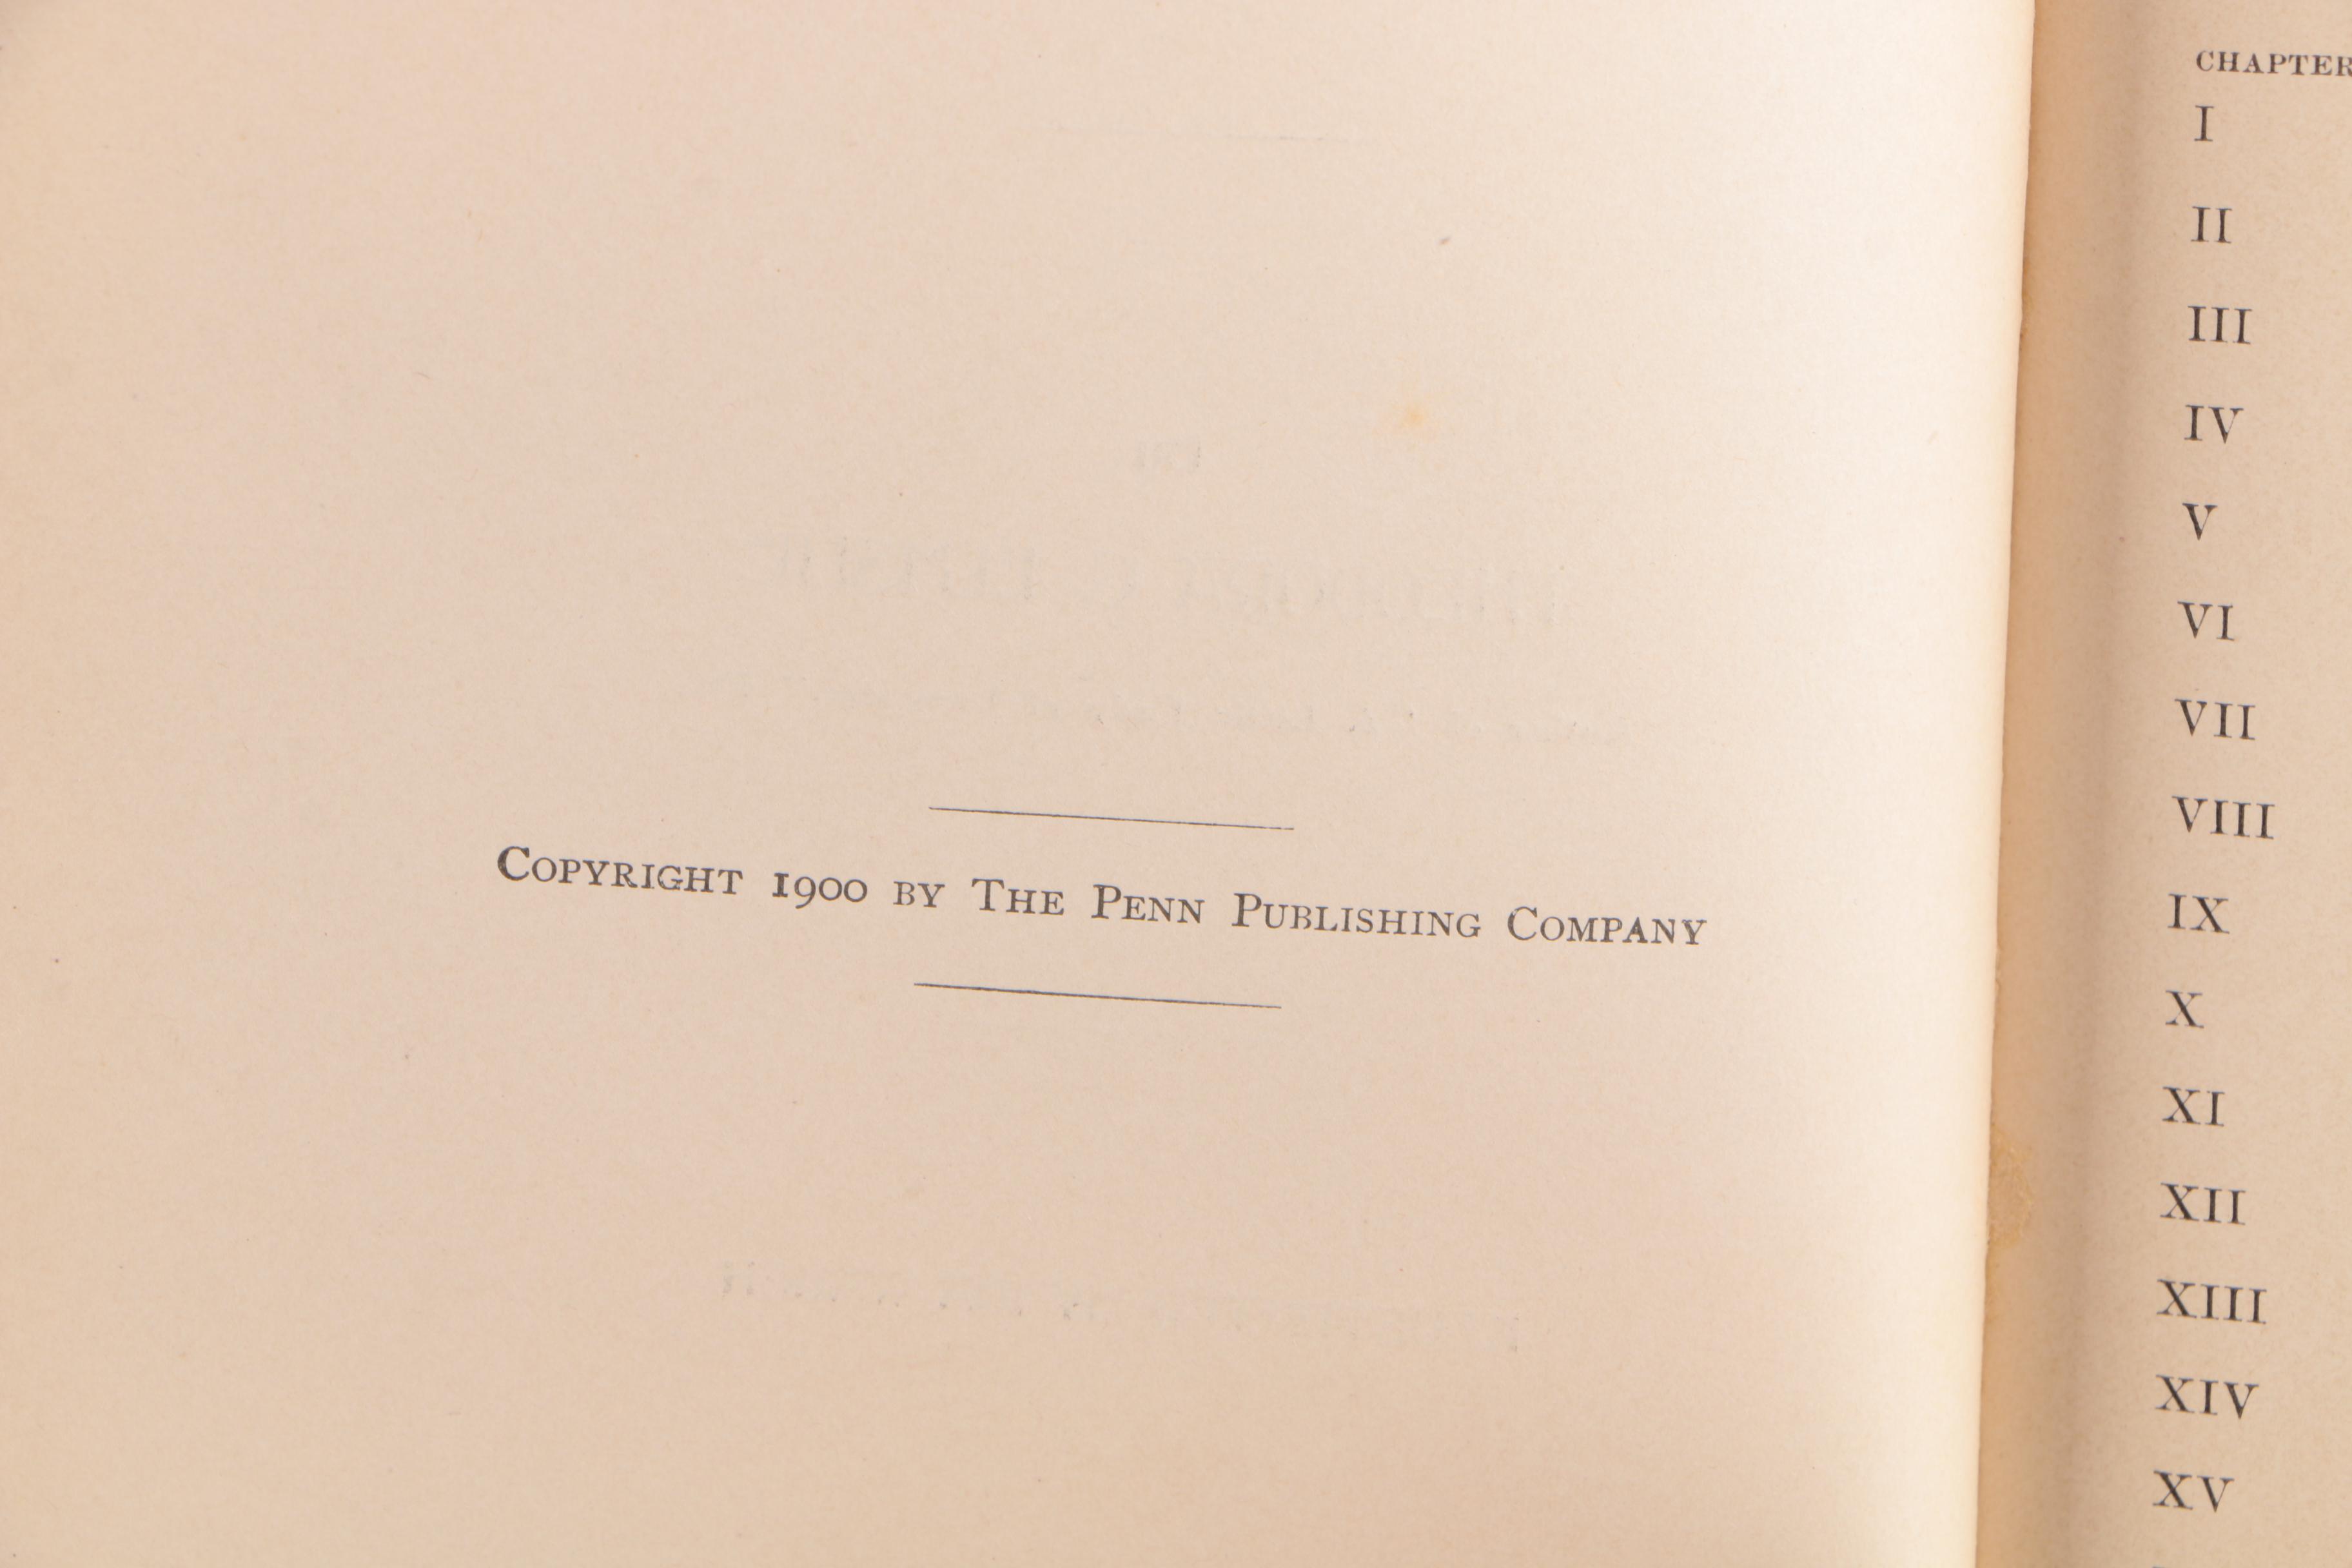 Copyright 1900 by The Penn Publishing Company
CHAPTER
I
II
III
IV
V
VI
VII
VIII
IX
X
XI
XII
XIII
XIV
XV